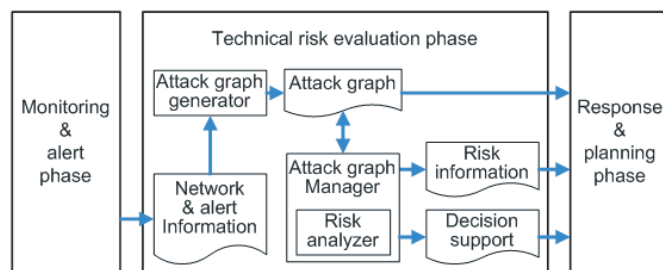 Technical risk evaluation phase
Monitoring
&
alert
phase
Attack graph
generator
Attack graph
Network
& alert
Information
Attack graph
Manager
Risk
analyzer
Risk
information
Decision
support
Response
&
planning
phase